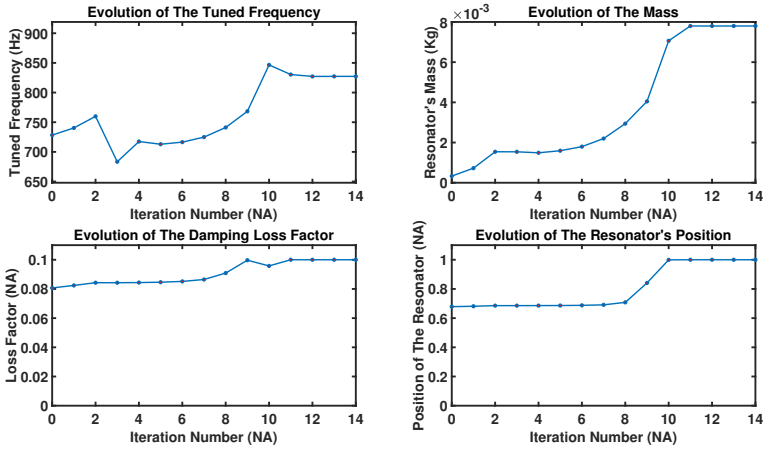 Evolution of The Tuned Frequency
Tuned Frequency (Hz)
900
850
800
750
700
650
0 2 4 6 8 10 12 14
Iteration Number (NA)
Evolution of The Mass
×10-3
Resonator's Mass (Kg)
8
6
4
2
0
0 2 4 6 8 10 12 14
Iteration Number (NA)
Evolution of The Damping Loss Factor
Loss Factor (NA)
0.1
0.08
0.06
0.04
0.02
0
0 2 4 6 8 10 12 14
Iteration Number (NA)
Evolution of The Resonator's Position
Position of The Resonator (NA)
1
0.8
0.6
0.4
0.2
0
0 2 4 6 8 10 12 14
Iteration Number (NA)